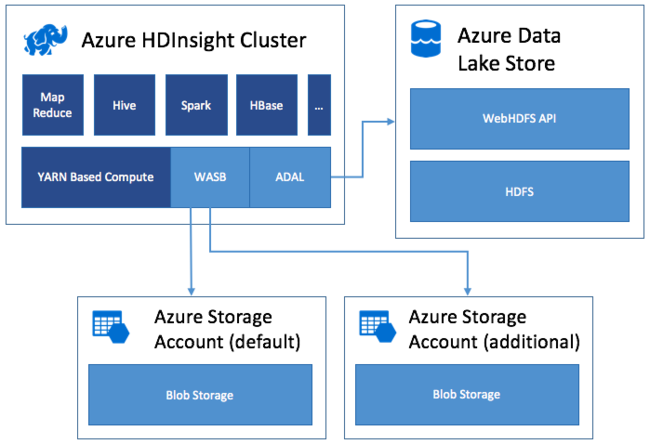 Azure HDInsight Cluster
Map
Reduce
Hive
Spark
HBase
...
YARN Based Compute
WASB
ADAL
Azure Data
Lake Store
WebHDFS API
HDFS
Azure Storage
Account (default)
Blob Storage
Azure Storage
Account (additional)
Blob Storage